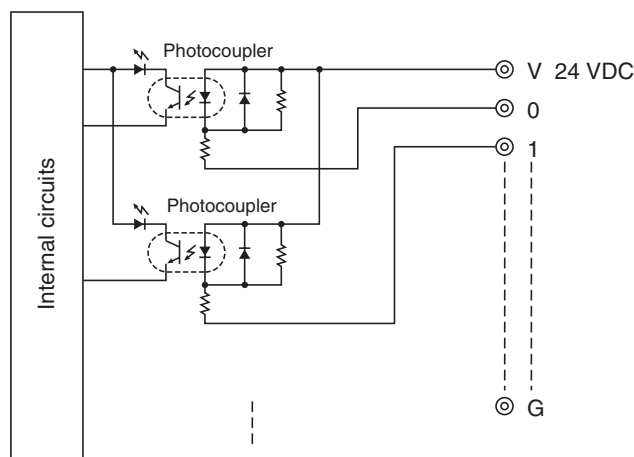 Photocoupler
V 24 VDC
0
1
Internal circuits
Photocoupler
G